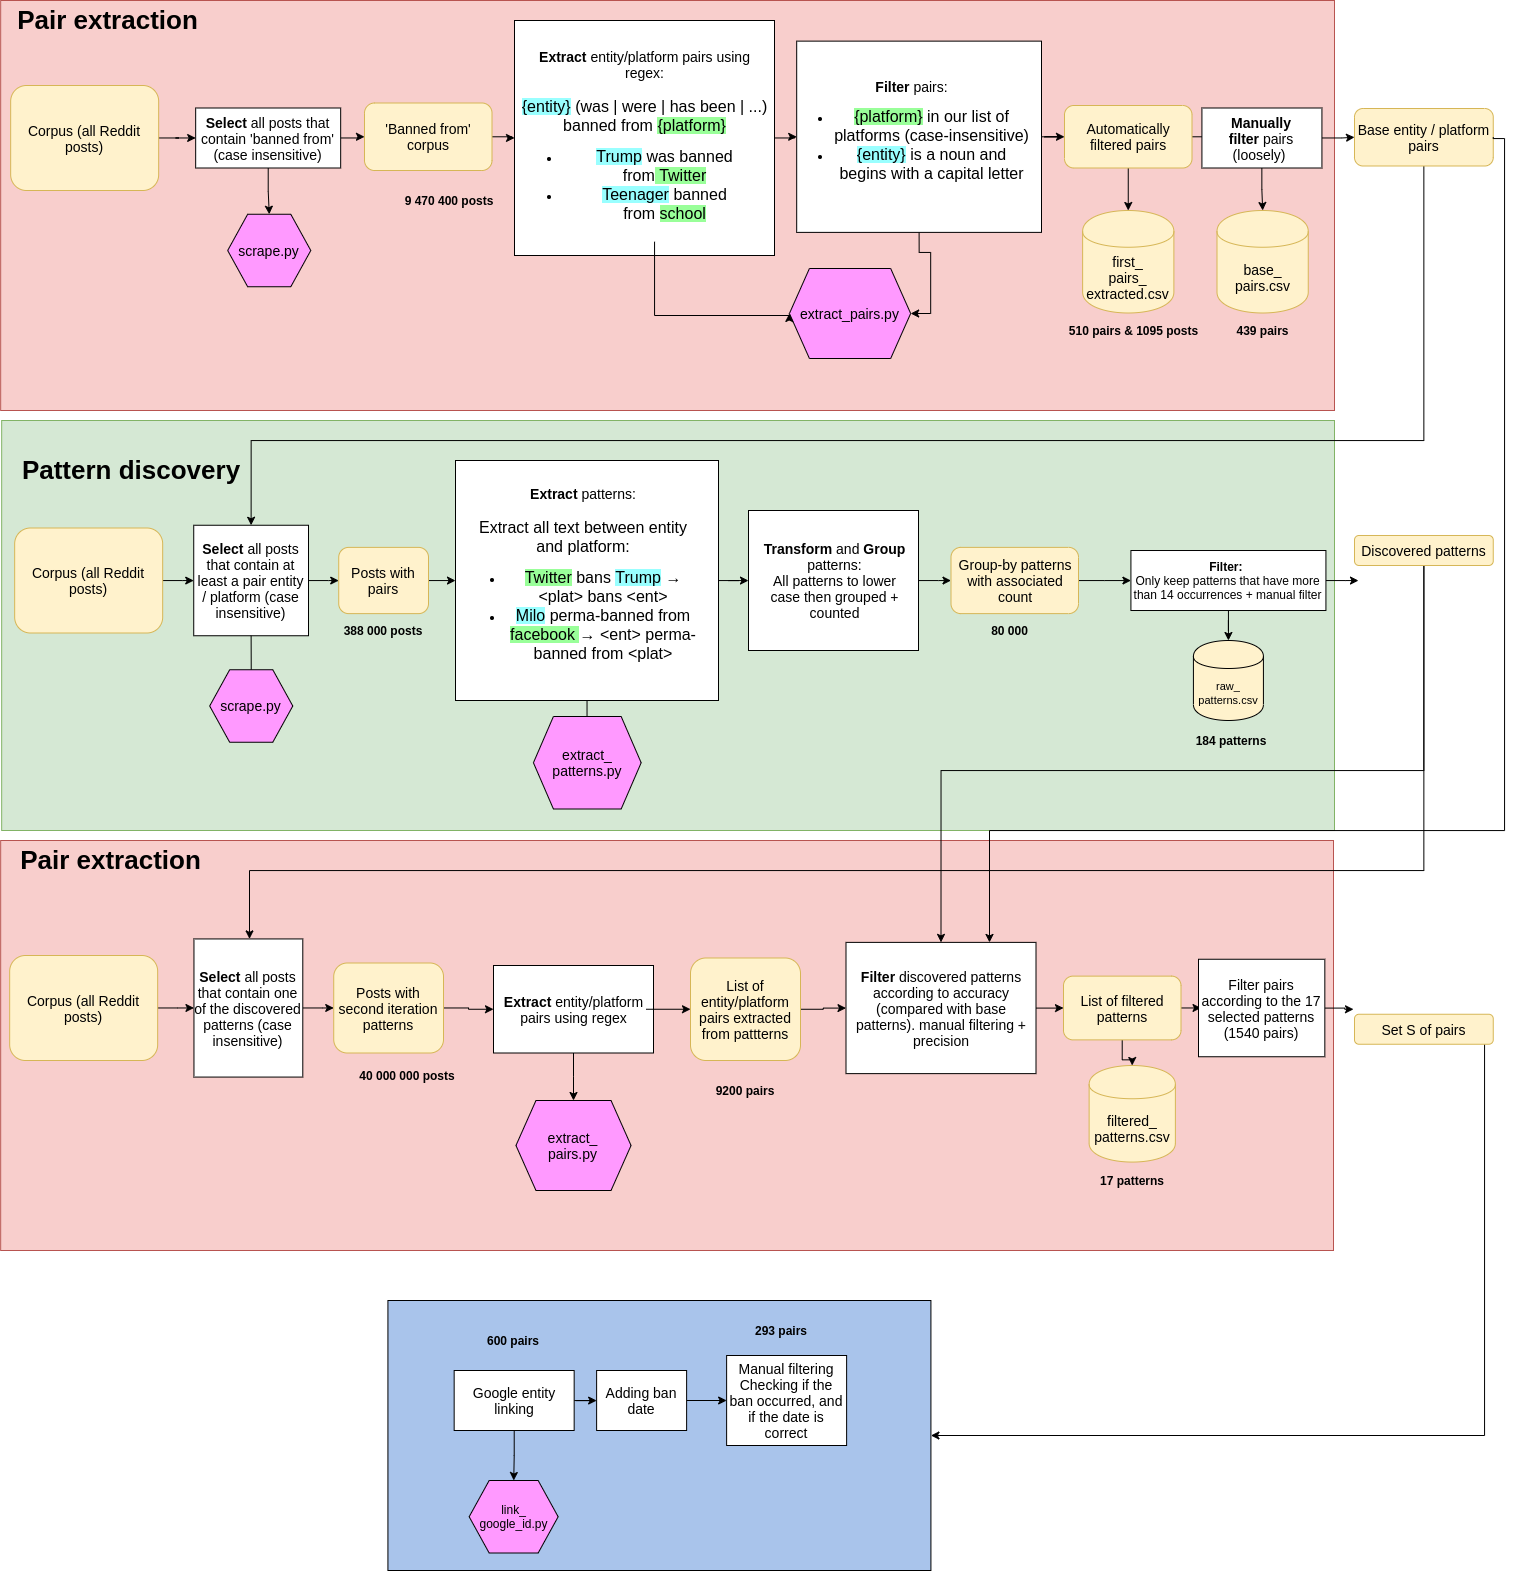 Pair extraction
Corpus (all Reddit
posts)
Select all posts that
contain 'banned from'
(case insensitive)
scrape.py
'Banned from'
corpus
9 470 400 posts
Extract entity/platform pairs using
regex:
{entity} (was | were | has been | ...)
banned from {platform}
• Trump was banned
from Twitter
• Teenager banned
from school
Filter pairs:
• {platform} in our list of
platforms (case-insensitive)
• {entity} is a noun and
begins with a capital letter
extract_pairs.py
Automatically
filtered pairs
first_
pairs_
extracted.csv
510 pairs & 1095 posts
Manually
filter pairs
(loosely)
base_
pairs.csv
439 pairs
Base entity / platform
pairs
Pattern discovery
Corpus (all Reddit
posts)
Select all posts
that contain at
least a pair entity
/ platform (case
insensitive)
scrape.py
Posts with
pairs
388 000 posts
Extract patterns:
Extract all text between entity
and platform:
• Twitter bans Trump →
<plat> bans <ent>
• Milo perma-banned from
facebook → <ent> perma-
banned from <plat>
extract_
patterns.py
Transform and Group
patterns:
All patterns to lower
case then grouped +
counted
Group-by patterns
with associated
count
80 000
Filter:
Only keep patterns that have more
than 14 occurrences + manual filter
raw_
patterns.csv
184 patterns
Discovered patterns
Pair extraction
Corpus (all Reddit
posts)
Select all posts
that contain one
of the discovered
patterns (case
insensitive)
Posts with
second iteration
patterns
40 000 000 posts
Extract entity/platform
pairs using regex
extract_
pairs.py
List of
entity/platform
pairs extracted
from pattterns
9200 pairs
Filter discovered patterns
according to accuracy
(compared with base
patterns). manual filtering +
precision
List of filtered
patterns
filtered_
patterns.csv
17 patterns
Filter pairs
according to the 17
selected patterns
(1540 pairs)
Set S of pairs
600 pairs
Google entity
linking
link_
google_id.py
Adding ban
date
293 pairs
Manual filtering
Checking if the
ban occurred, and
if the date is
correct